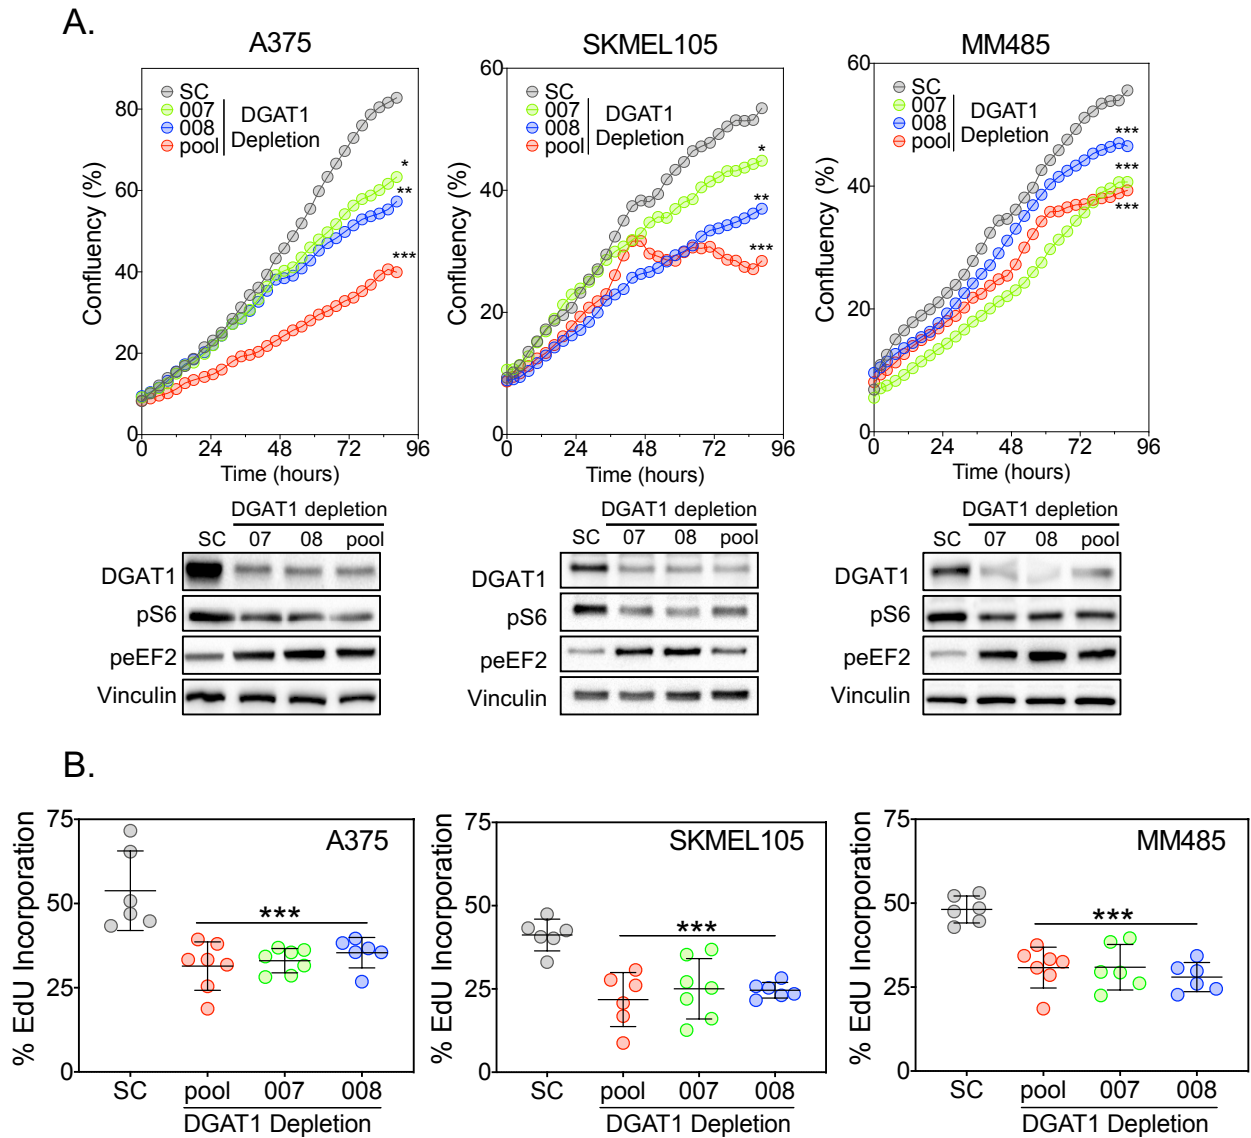 A.
A375
SKMEL105
MM485
Confluency (%)
80
60
40
20
0
SC
007
008
pool
DGAT1
Depletion
*
**
***
0 24 48 72 96
Time (hours)
Confluency (%)
60
40
20
0
SC
007
008
pool
DGAT1
Depletion
*
**
***
0 24 48 72 96
Time (hours)
Confluency (%)
60
40
20
0
SC
007
008
pool
DGAT1
Depletion
***
***
***
0 24 48 72 96
Time (hours)
DGAT1 depletion
SC 07 08 pool
DGAT1
pS6
peEF2
Vinculin
DGAT1 depletion
SC 07 08 pool
DGAT1
pS6
peEF2
Vinculin
DGAT1 depletion
SC 07 08 pool
DGAT1
pS6
peEF2
Vinculin
B.
% EdU Incorporation
75
50
25
0
A375
***
SC pool 007 008
DGAT1 Depletion
% EdU Incorporation
75
50
25
0
SKMEL105
***
SC pool 007 008
DGAT1 Depletion
% EdU Incorporation
75
50
25
0
MM485
***
SC pool 007 008
DGAT1 Depletion